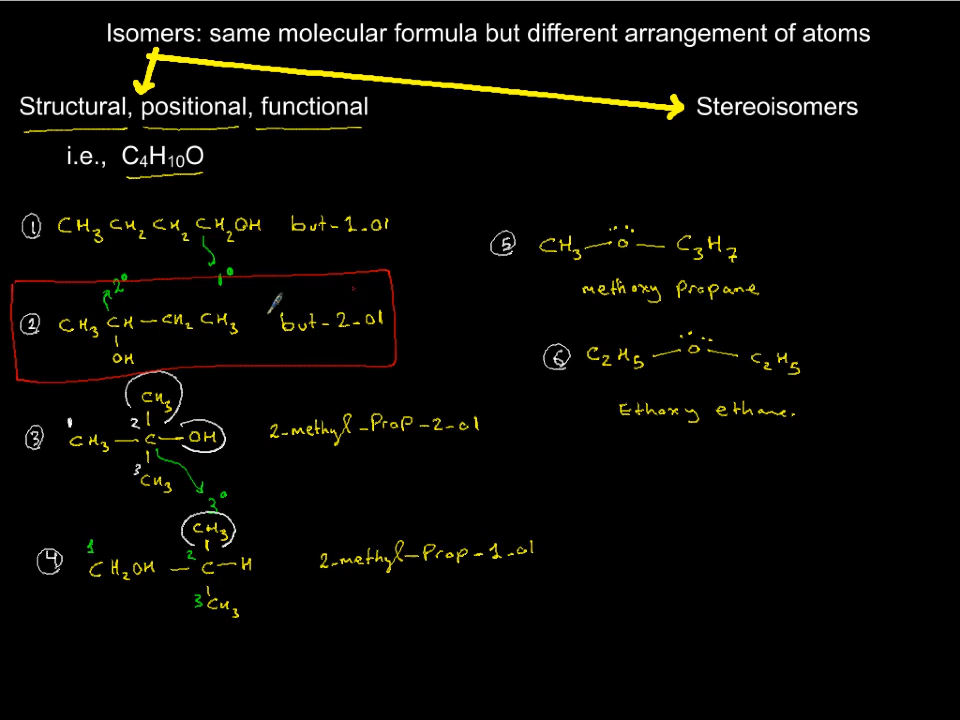 Isomers: same molecular formula but different arrangement of atoms
Structural, positional, functional
Stereoisomers
i.e., C4H10O
① CH3 CH2 CH2 CH2OH but-1-ol
1°
2°
② CH3 CH — CH2 CH3 but-2-ol
OH
CH3
1 2
③ CH3 — C — OH 2-methyl-Prop-2-ol
3
CH3
3°
CH3
1 2
④ CH2OH — C — H 2-methyl-Prop-1-ol
3 CH3
⑤ CH3 — O — C3H7
methoxy Propane
⑥ C2H5 — O — C2H5
Ethoxy ethane.